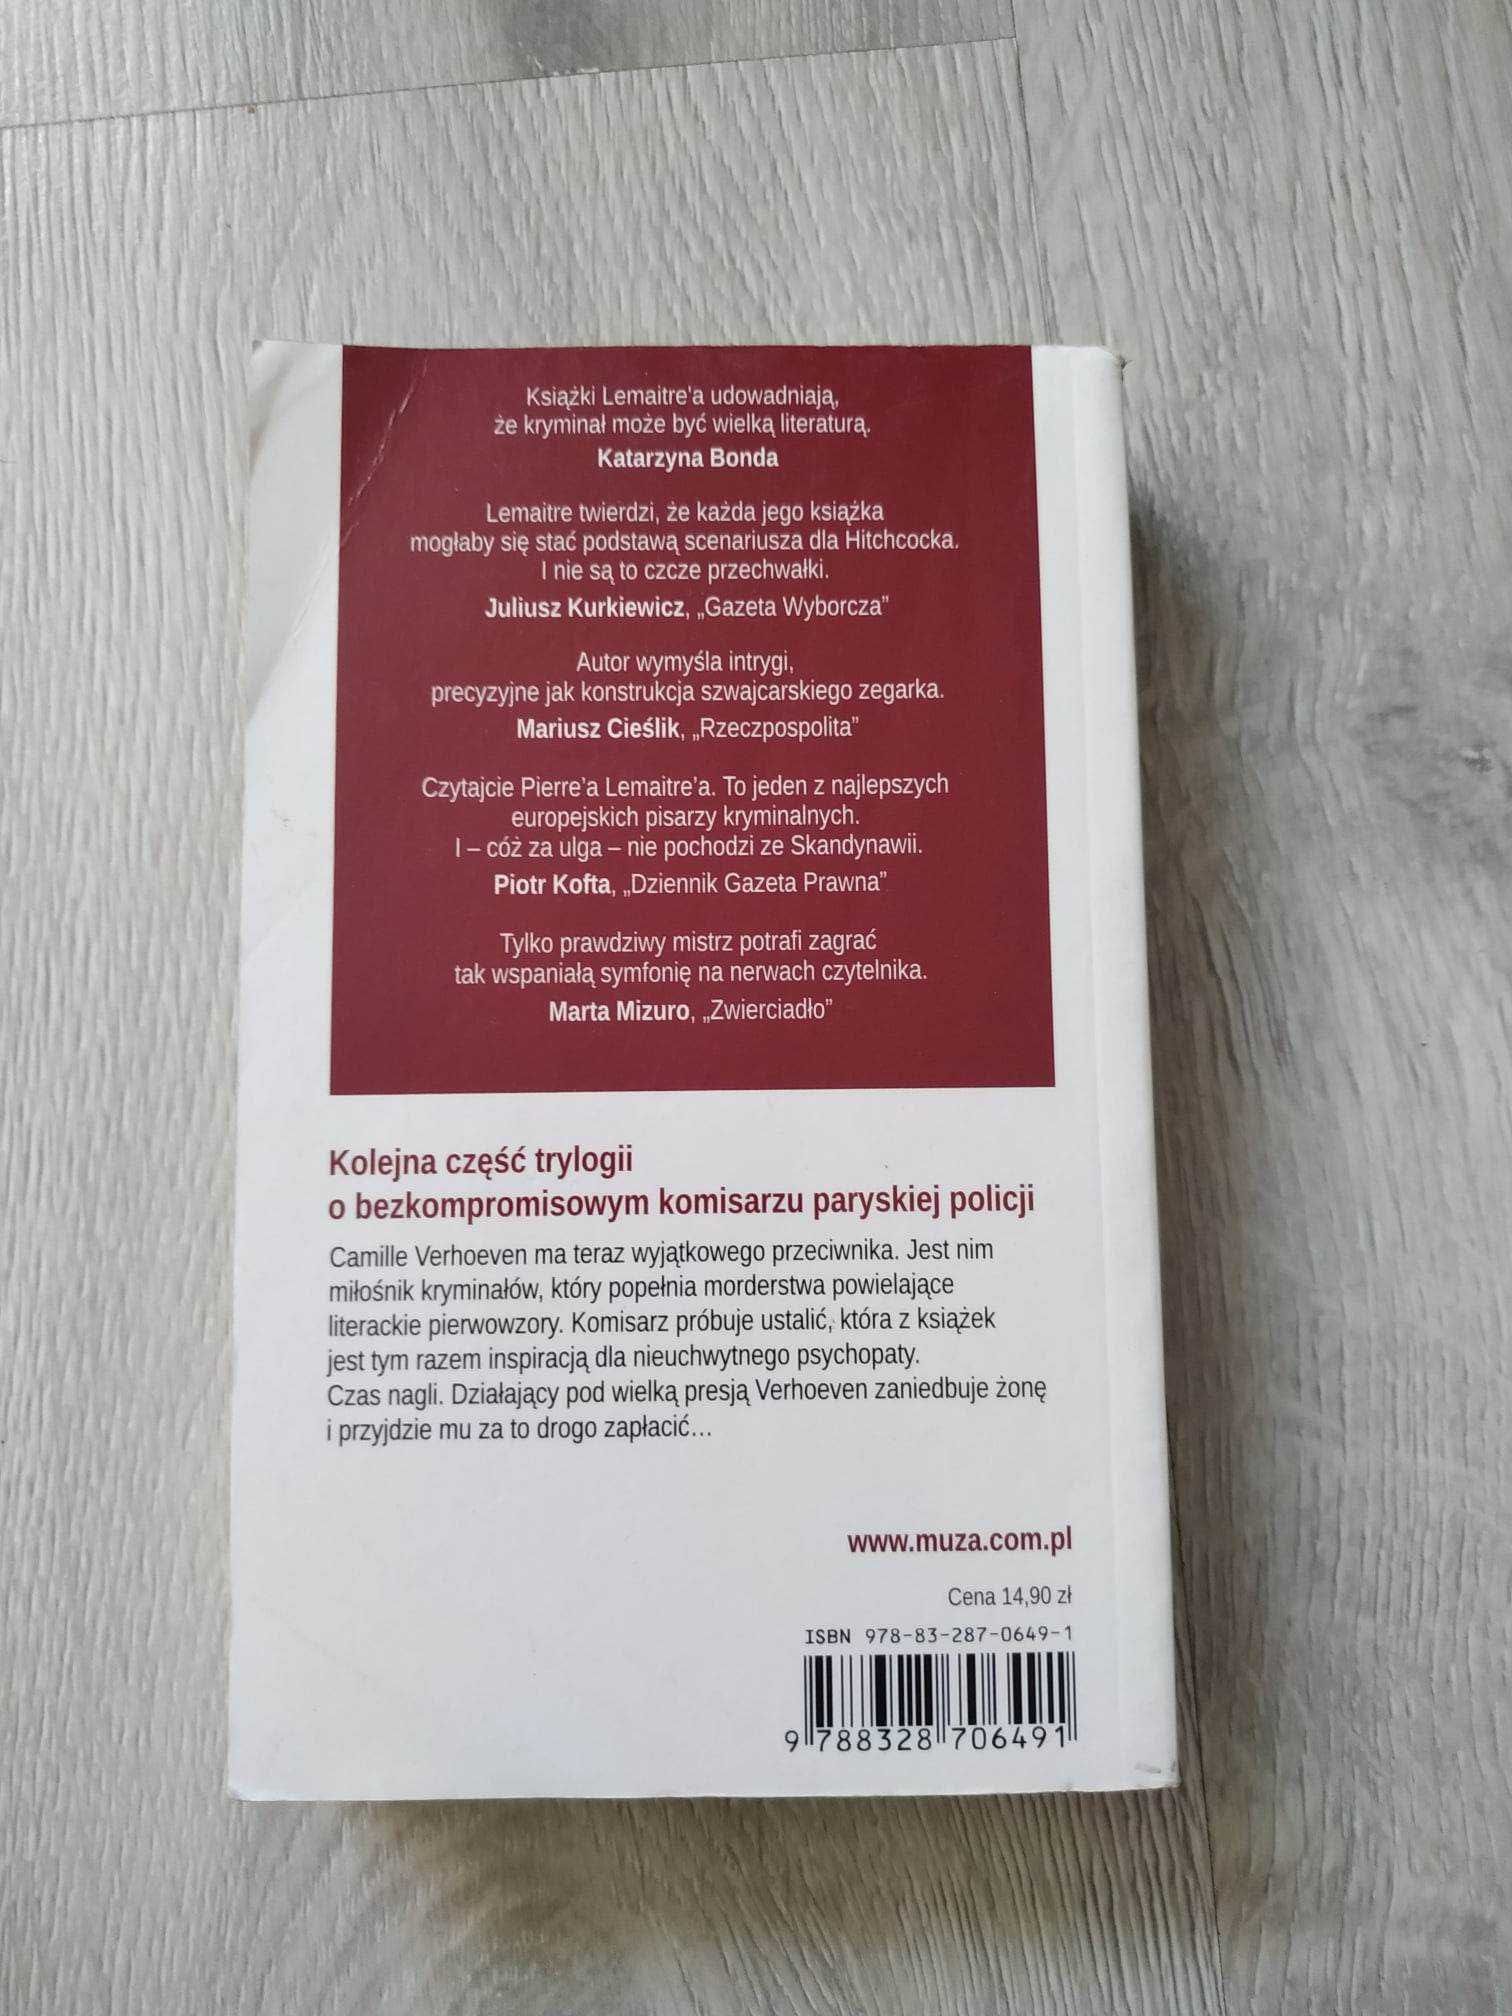 Książki Lemaitre'a udowadniają,
że kryminał może być wielką literaturą.
Katarzyna Bonda
Lemaitre twierdzi, że każda jego książka
mogłaby się stać podstawą scenariusza dla Hitchcocka.
I nie są to czcze przechwałki.
Juliusz Kurkiewicz, „Gazeta Wyborcza”
Autor wymyśla intrygi,
precyzyjne jak konstrukcja szwajcarskiego zegarka.
Mariusz Cieślik, „Rzeczpospolita”
Czytajcie Pierre’a Lemaitre’a. To jeden z najlepszych
europejskich pisarzy kryminalnych.
I – cóż za ulga – nie pochodzi ze Skandynawii.
Piotr Kofta, „Dziennik Gazeta Prawna”
Tylko prawdziwy mistrz potrafi zagrać
tak wspaniałą symfonię na nerwach czytelnika.
Marta Mizuro, „Zwierciadło”
Kolejna część trylogii
o bezkompromisowym komisarzu paryskiej policji
Camille Verhoeven ma teraz wyjątkowego przeciwnika. Jest nim
miłośnik kryminałów, który popełnia morderstwa powielające
literackie pierwowzory. Komisarz próbuje ustalić, która z książek
jest tym razem inspiracją dla nieuchwytnego psychopaty.
Czas nagli. Działający pod wielką presją Verhoeven zaniedbuje żonę
i przyjdzie mu za to drogo zapłacić...
www.muza.com.pl
Cena 14,90 zł
ISBN 978-83-287-0649-1
9 788328 706491